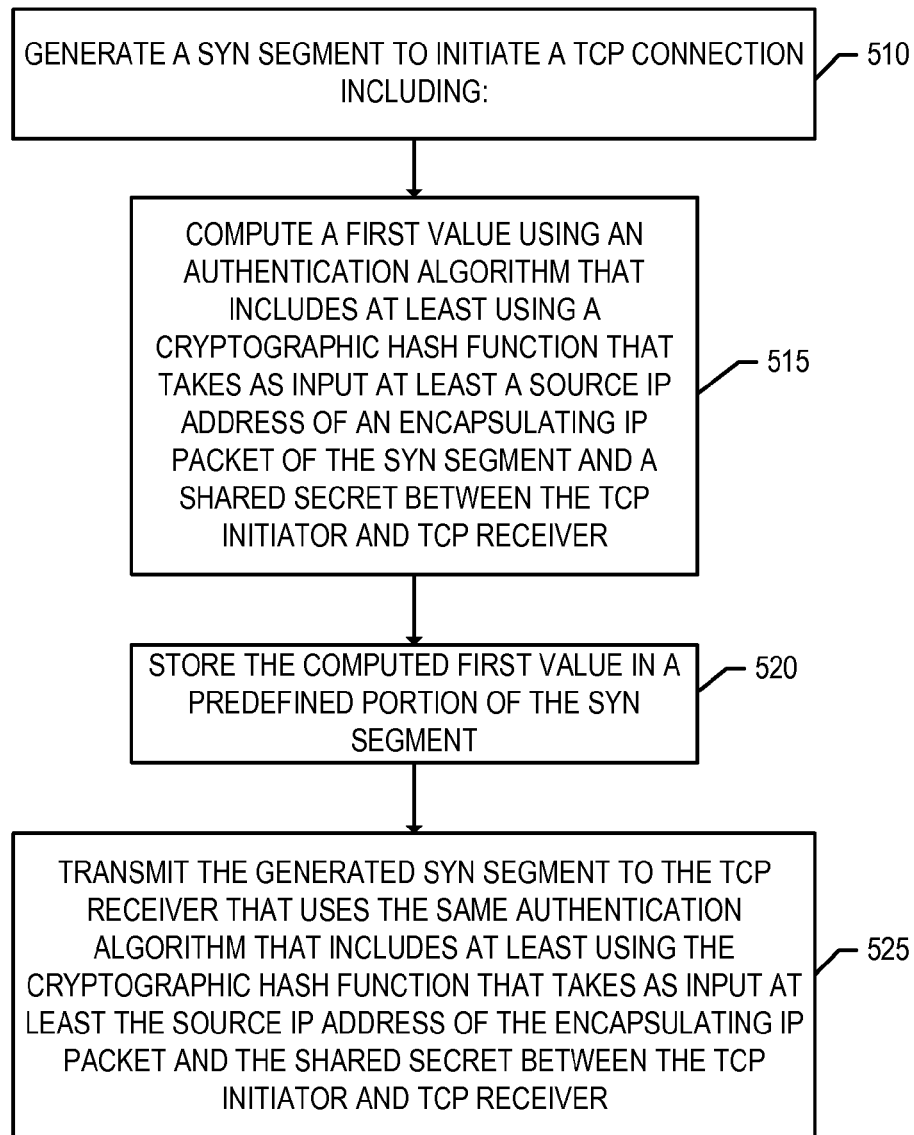 GENERATE A SYN SEGMENT TO INITIATE A TCP CONNECTION
INCLUDING:
510
COMPUTE A FIRST VALUE USING AN
AUTHENTICATION ALGORITHM THAT
INCLUDES AT LEAST USING A
CRYPTOGRAPHIC HASH FUNCTION THAT
TAKES AS INPUT AT LEAST A SOURCE IP
ADDRESS OF AN ENCAPSULATING IP
PACKET OF THE SYN SEGMENT AND A
SHARED SECRET BETWEEN THE TCP
INITIATOR AND TCP RECEIVER
515
STORE THE COMPUTED FIRST VALUE IN A
PREDEFINED PORTION OF THE SYN
SEGMENT
520
TRANSMIT THE GENERATED SYN SEGMENT TO THE TCP
RECEIVER THAT USES THE SAME AUTHENTICATION
ALGORITHM THAT INCLUDES AT LEAST USING THE
CRYPTOGRAPHIC HASH FUNCTION THAT TAKES AS INPUT AT
LEAST THE SOURCE IP ADDRESS OF THE ENCAPSULATING IP
PACKET AND THE SHARED SECRET BETWEEN THE TCP
INITIATOR AND TCP RECEIVER
525